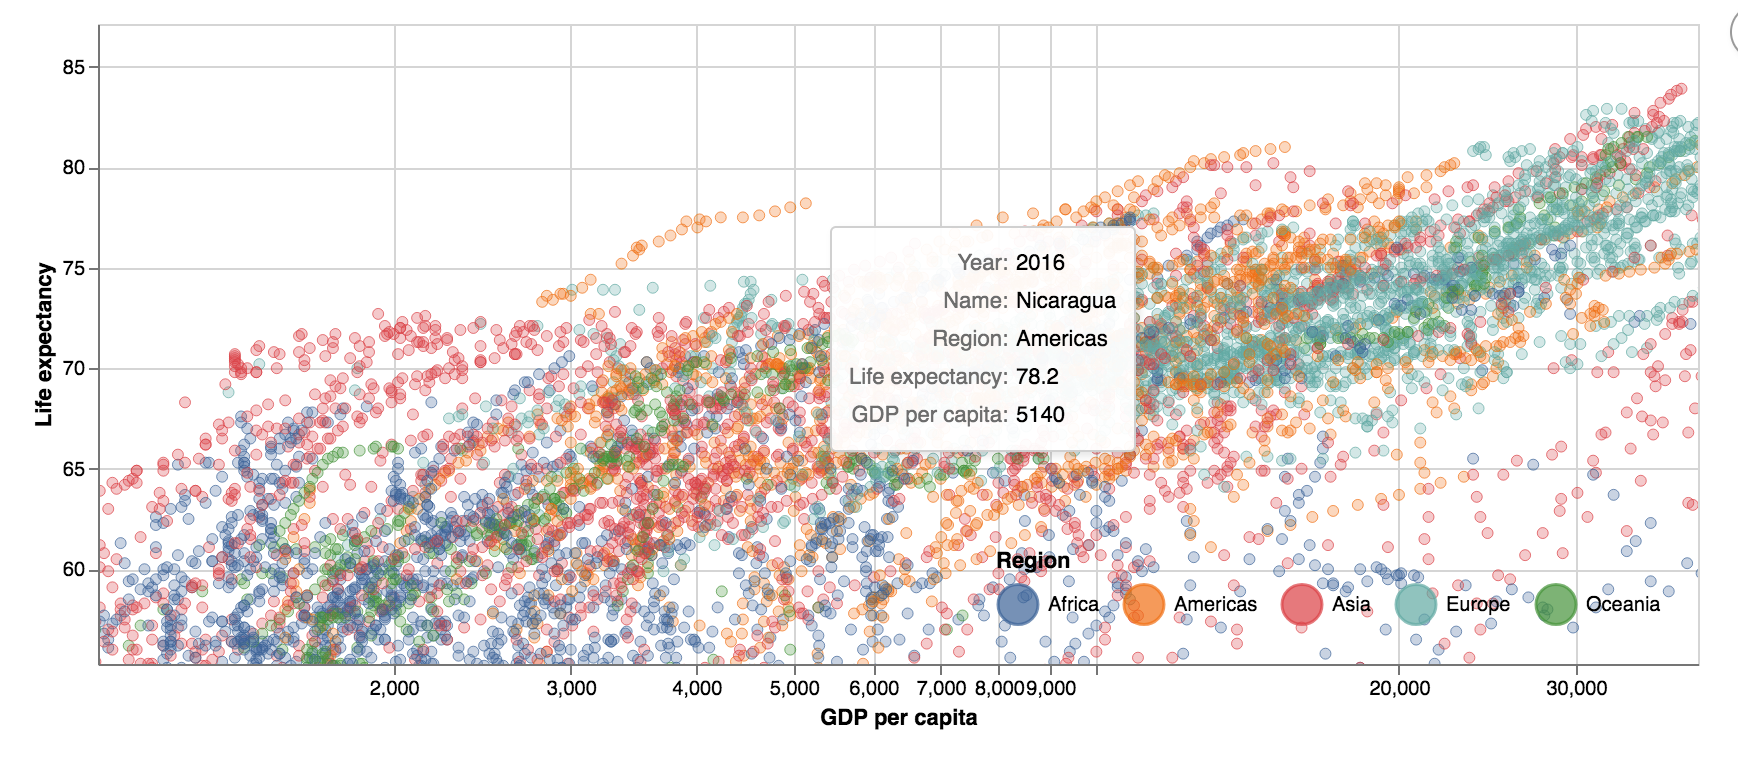 85
80
75
70
65
60
Life expectancy
Year: 2016
Name: Nicaragua
Region: Americas
Life expectancy: 78.2
GDP per capita: 5140
Region
Africa Americas Asia Europe Oceania
2,000 3,000 4,000 5,000 6,000 7,000 8,000 9,000 20,000 30,000
GDP per capita